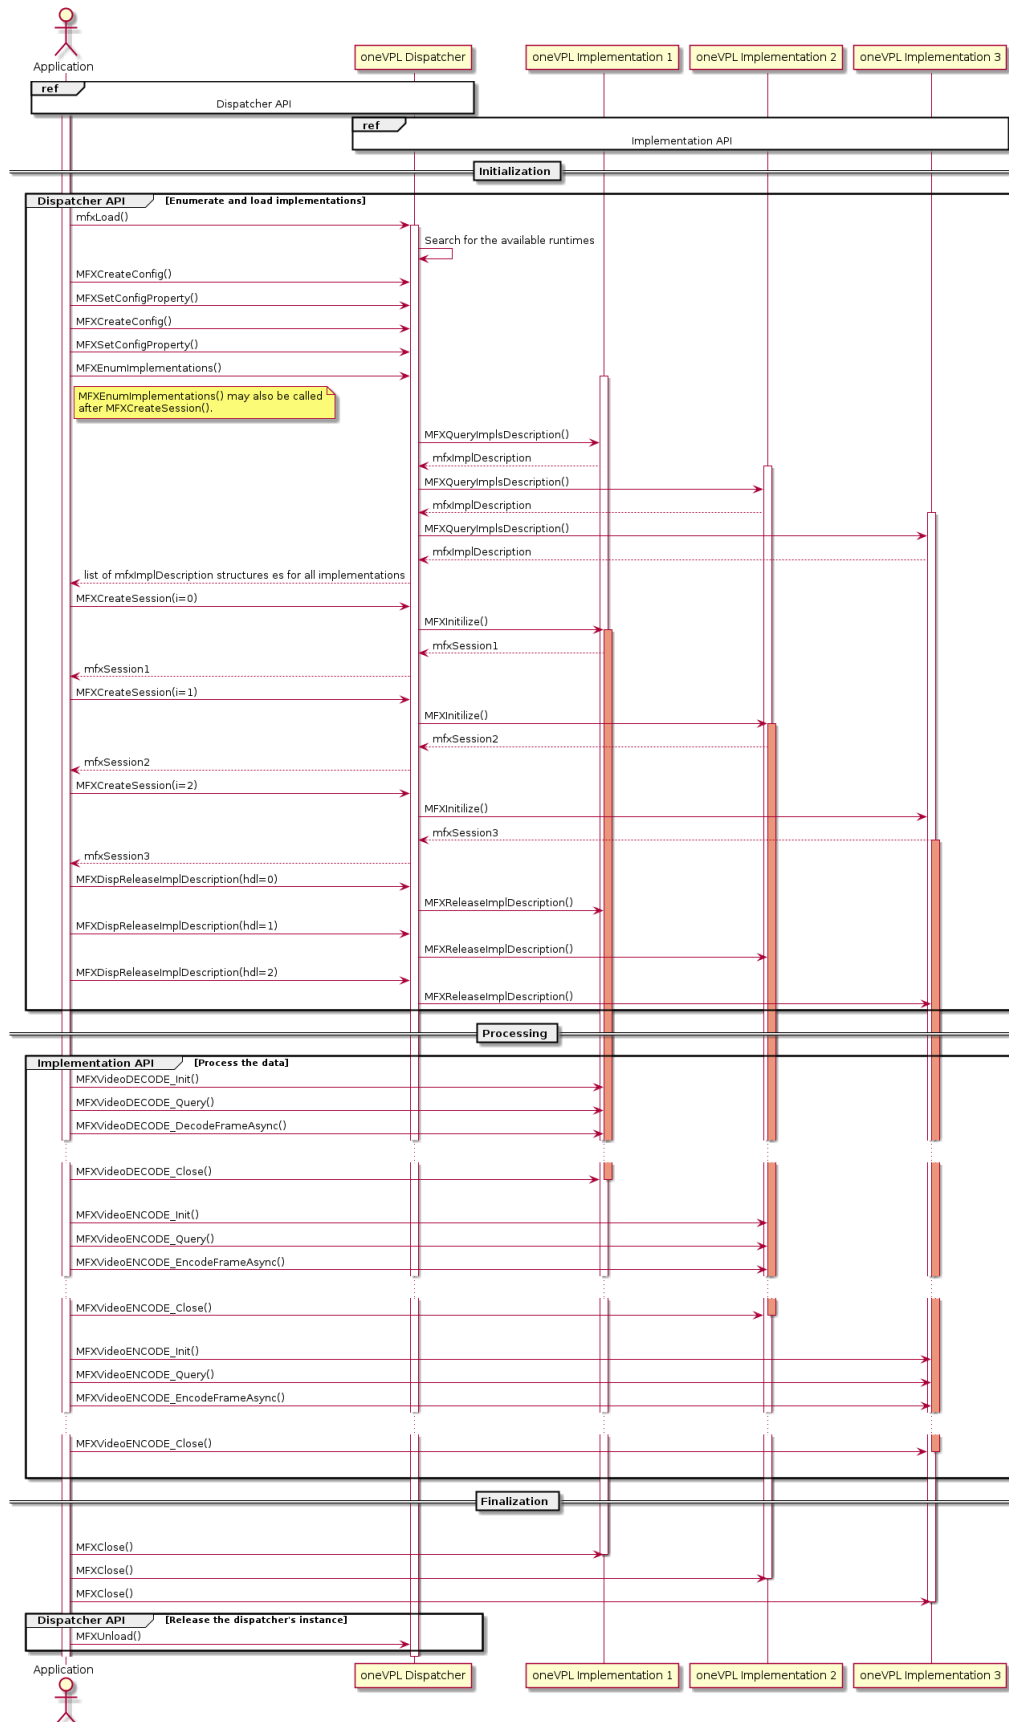 Application
oneVPL Dispatcher
oneVPL Implementation 1
oneVPL Implementation 2
oneVPL Implementation 3
ref
Dispatcher API
ref
Implementation API
Initialization
Dispatcher API
[Enumerate and load implementations]
mfxLoad()
Search for the available runtimes
MFXCreateConfig()
MFXSetConfigProperty()
MFXCreateConfig()
MFXSetConfigProperty()
MFXEnumImplementations()
MFXEnumImplementations() may also be called
after MFXCreateSession().
MFXQueryImplsDescription()
mfxImplDescription
MFXQueryImplsDescription()
mfxImplDescription
MFXQueryImplsDescription()
mfxImplDescription
list of mfxImplDescription structures es for all implementations
MFXCreateSession(i=0)
MFXInitilize()
mfxSession1
mfxSession1
MFXCreateSession(i=1)
MFXInitilize()
mfxSession2
mfxSession2
MFXCreateSession(i=2)
MFXInitilize()
mfxSession3
mfxSession3
MFXDispReleaseImplDescription(hdl=0)
MFXReleaseImplDescription()
MFXDispReleaseImplDescription(hdl=1)
MFXReleaseImplDescription()
MFXDispReleaseImplDescription(hdl=2)
MFXReleaseImplDescription()
Processing
Implementation API
[Process the data]
MFXVideoDECODE_Init()
MFXVideoDECODE_Query()
MFXVideoDECODE_DecodeFrameAsync()
MFXVideoDECODE_Close()
MFXVideoENCODE_Init()
MFXVideoENCODE_Query()
MFXVideoENCODE_EncodeFrameAsync()
MFXVideoENCODE_Close()
MFXVideoENCODE_Init()
MFXVideoENCODE_Query()
MFXVideoENCODE_EncodeFrameAsync()
MFXVideoENCODE_Close()
Finalization
MFXClose()
MFXClose()
MFXClose()
Dispatcher API
[Release the dispatcher's instance]
MFXUnload()
Application
oneVPL Dispatcher
oneVPL Implementation 1
oneVPL Implementation 2
oneVPL Implementation 3